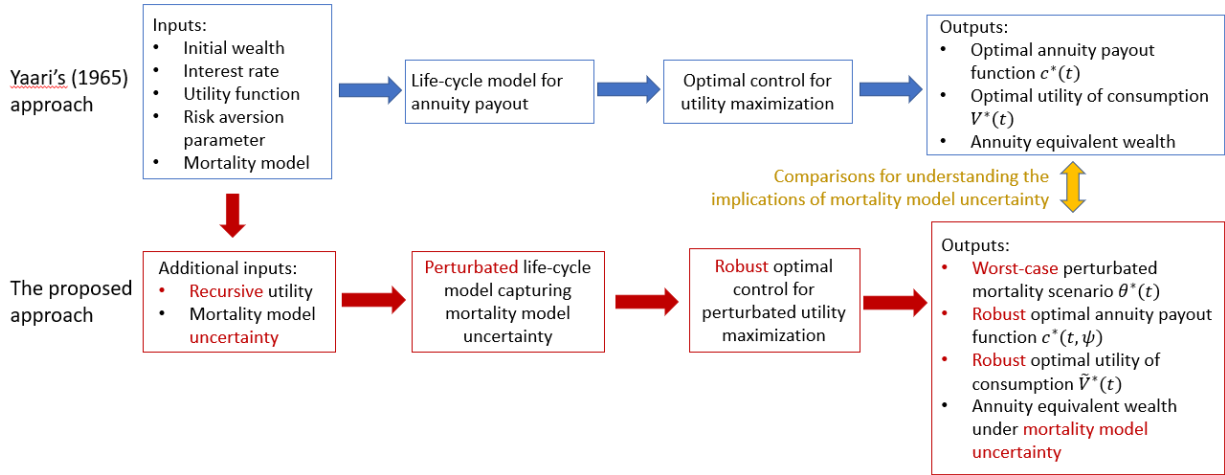 Yaari's (1965)
approach
Inputs:
• Initial wealth
• Interest rate
• Utility function
• Risk aversion
parameter
• Mortality model
Life-cycle model for
annuity payout
Optimal control for
utility maximization
Outputs:
• Optimal annuity payout
function c*(t)
• Optimal utility of consumption
V*(t)
• Annuity equivalent wealth
Comparisons for understanding the
implications of mortality model uncertainty
The proposed
approach
Additional inputs:
• Recursive utility
• Mortality model
uncertainty
Perturbated life-cycle
model capturing
mortality model
uncertainty
Robust optimal
control for
perturbated utility
maximization
Outputs:
• Worst-case perturbated
mortality scenario θ*(t)
• Robust optimal annuity payout
function c*(t, ψ)
• Robust optimal utility of
consumption Ṽ*(t)
• Annuity equivalent wealth
under mortality model
uncertainty